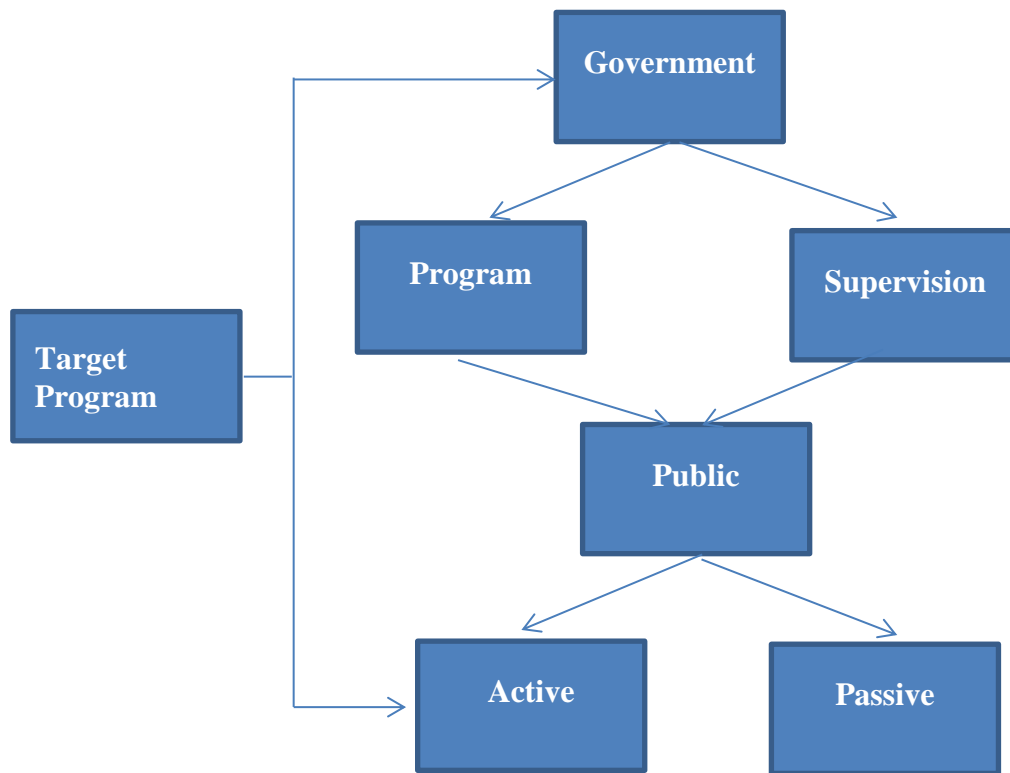 Government
Program
Supervision
Target
Program
Public
Active
Passive